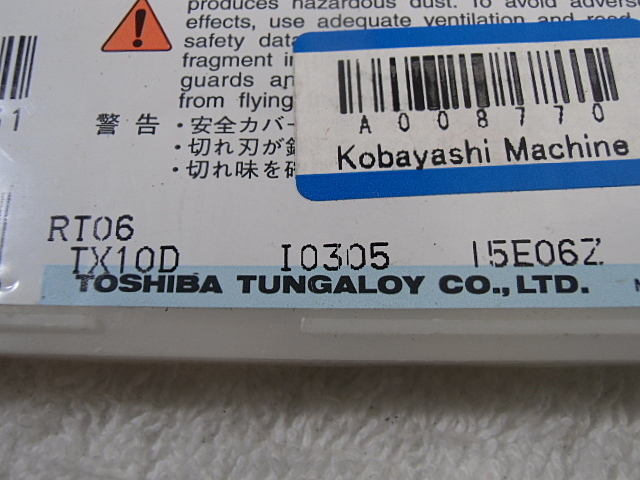 produces hazardous dust. To avoid adverse
effects, use adequate ventilation and read
safety data
fragment in
guards an
from flying
警告・安全カバー
・切れ刃が
・切れ味を
A008770
Kobayashi Machine
11
RT06
TX10D I0305 15E06Z
TOSHIBA TUNGALOY CO., LTD.